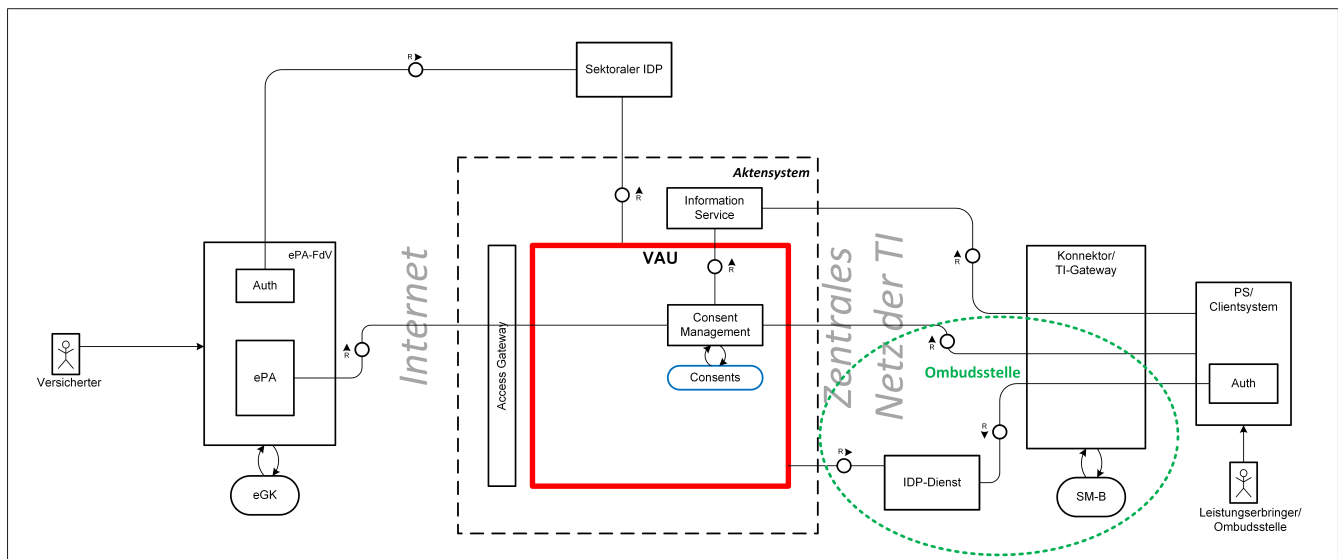 R
Sektoraler IDP
Aktensystem
R
Information
Service
ePA-FdV
Auth
Internet
Access Gateway
VAU
R
Zentrales
Netz der TI
R
Konnektor/
TI-Gateway
PS/
Clientsystem
Consent
Management
R
R
Versicherter
ePA
Consents
Ombudsstelle
Auth
R
R
IDP-Dienst
eGK
SM-B
Leistungserbringer/
Ombudsstelle